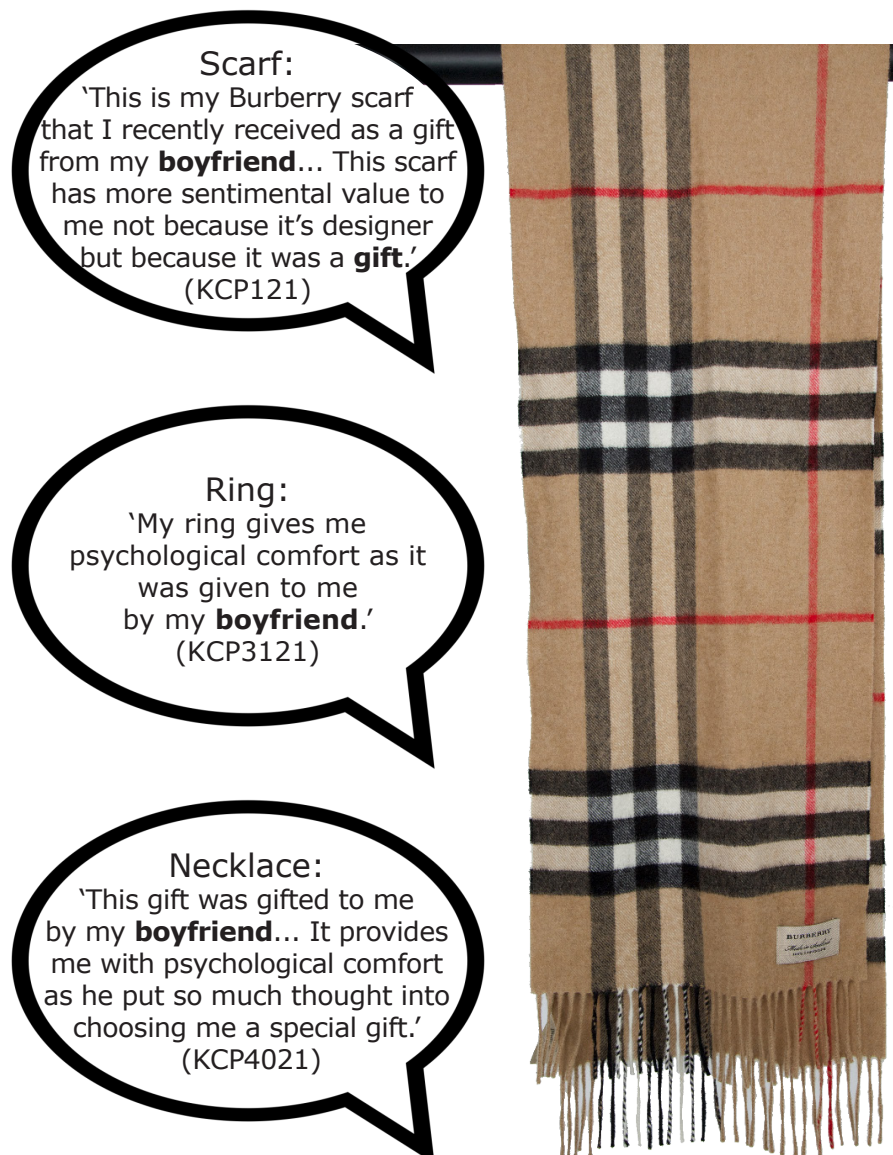 Scarf:
‘This is my Burberry scarf
that I recently received as a gift
from my boyfriend... This scarf
has more sentimental value to
me not because it’s designer
but because it was a gift.’
(KCP121)
Ring:
‘My ring gives me
psychological comfort as it
was given to me
by my boyfriend.’
(KCP3121)
Necklace:
‘This gift was gifted to me
by my boyfriend... It provides
me with psychological comfort
as he put so much thought into
choosing me a special gift.’
(KCP4021)
BURBERRY
Made in Scotland